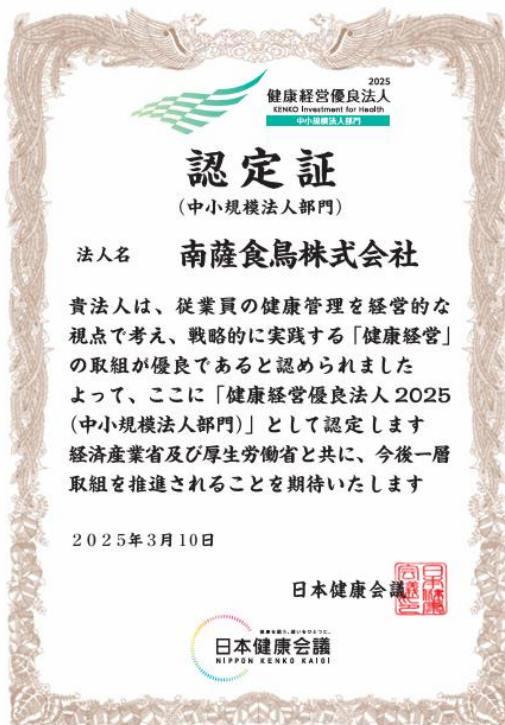 2025
健康経営優良法人
KENKO Investment for Health
中小規模法人部門
認定証
(中小規模法人部門)
法人名 南薩食鳥株式会社
貴法人は、従業員の健康管理を経営的な
視点で考え、戦略的に実践する「健康経営」
の取組が優良であると認められました
よって、ここに「健康経営優良法人 2025
(中小規模法人部門)」として認定します
経済産業省及び厚生労働省と共に、今後一層
取組を推進されることを期待いたします
2025年3月10日
日本健康会議
日本健康会議
NIPPON KENKO KAIGI